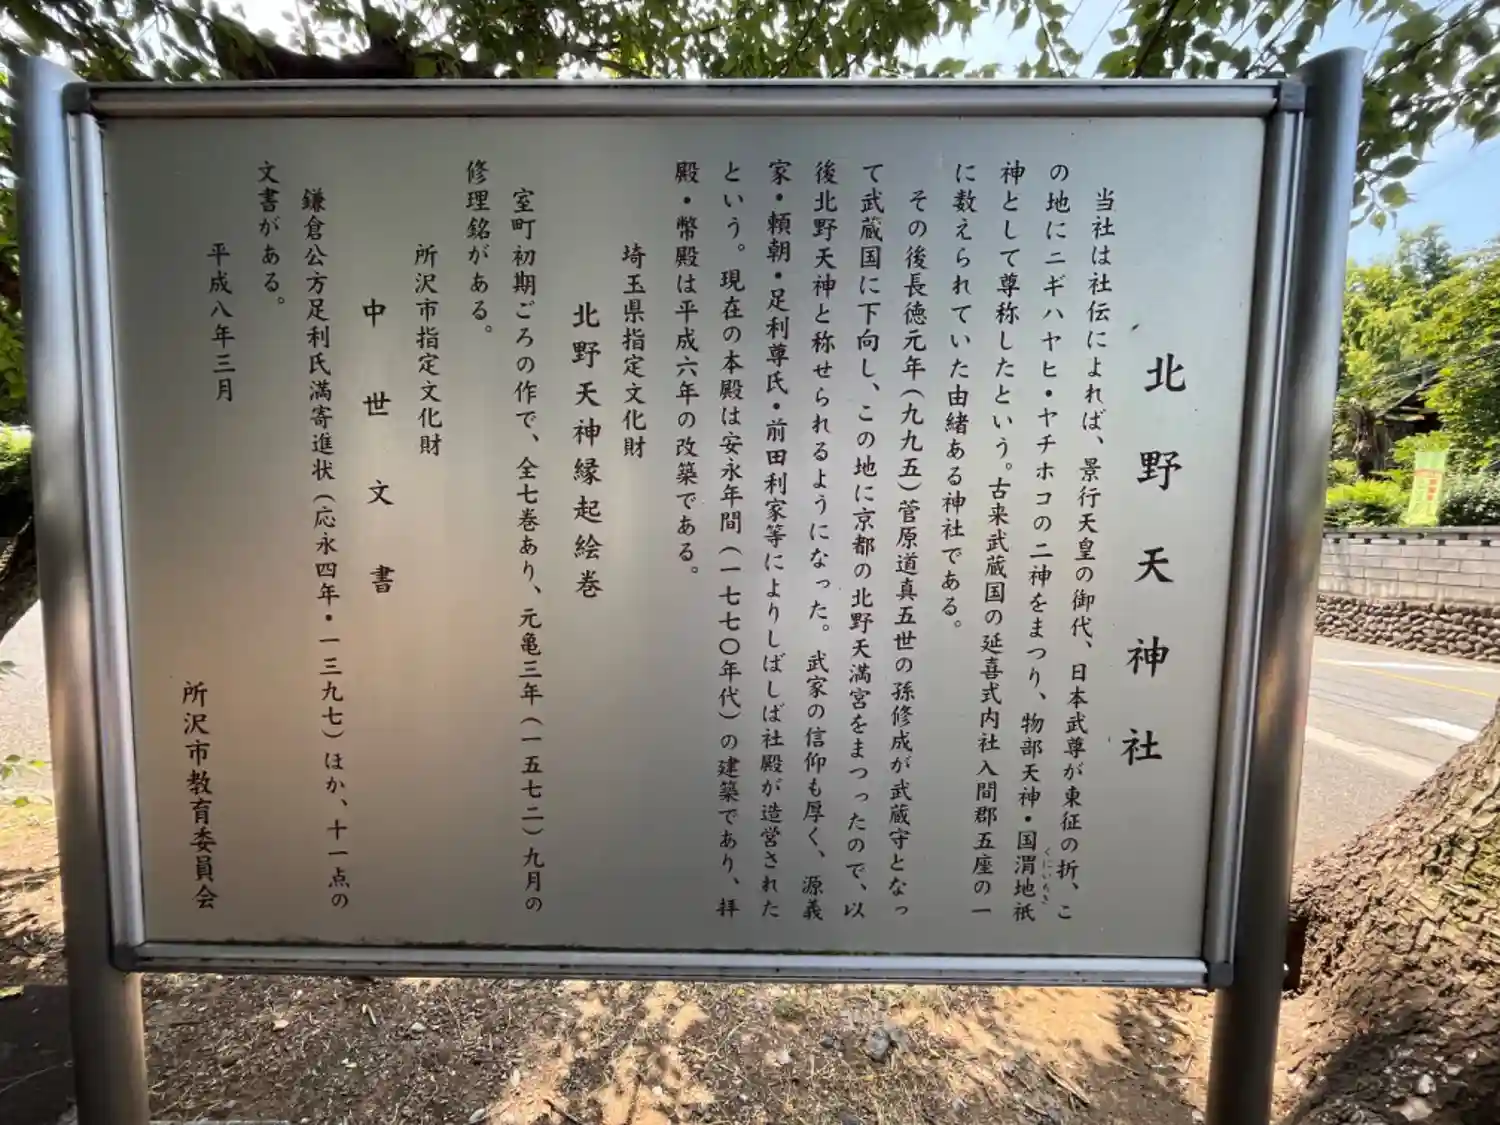 北野天神社
当社は社伝によれば、景行天皇の御代、日本武尊が東征の折、こ
の地にニギハヤヒ・ヤチホコの二神をまつり、物部天神・国渭地祇
くにいちぎ
神として尊称したという。古来武蔵国の延喜式内社入間郡五座の一
に数えられていた由緒ある神社である。
その後長徳元年(九九五)菅原道真五世の孫修成が武蔵守となっ
て武蔵国に下向し、この地に京都の北野天満宮をまつったので、以
後北野天神と称せられるようになった。武家の信仰も厚く、源義
家・頼朝・足利尊氏・前田利家等によりしばしば社殿が造営された
という。現在の本殿は安永年間(一七七〇年代)の建築であり、拝
殿・幣殿は平成六年の改築である。
埼玉県指定文化財
北野天神縁起絵巻
室町初期ごろの作で、全七巻あり、元亀三年(一五七二)九月の
修理銘がある。
所沢市指定文化財
中世文書
鎌倉公方足利氏満寄進状(応永四年・一三九七)ほか、十一点の
文書がある。
平成八年三月
所沢市教育委員会